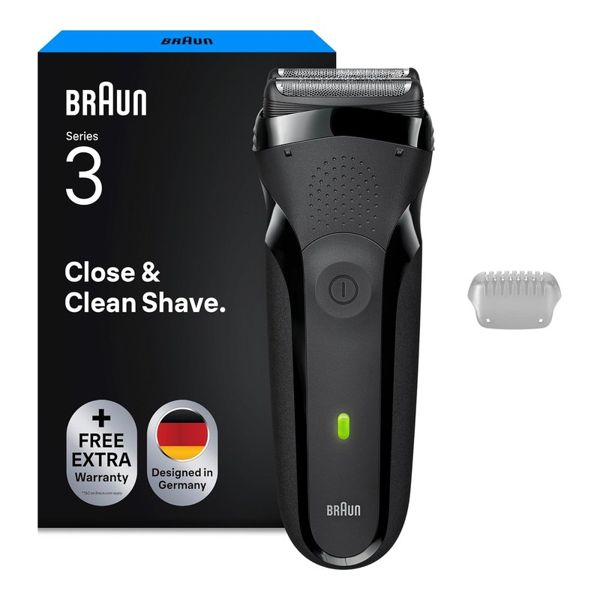 BRAUN
BRAUN
Series
3
Close &
Clean Shave.
+
FREE
EXTRA
Warranty
Designed in
Germany
BRAUN